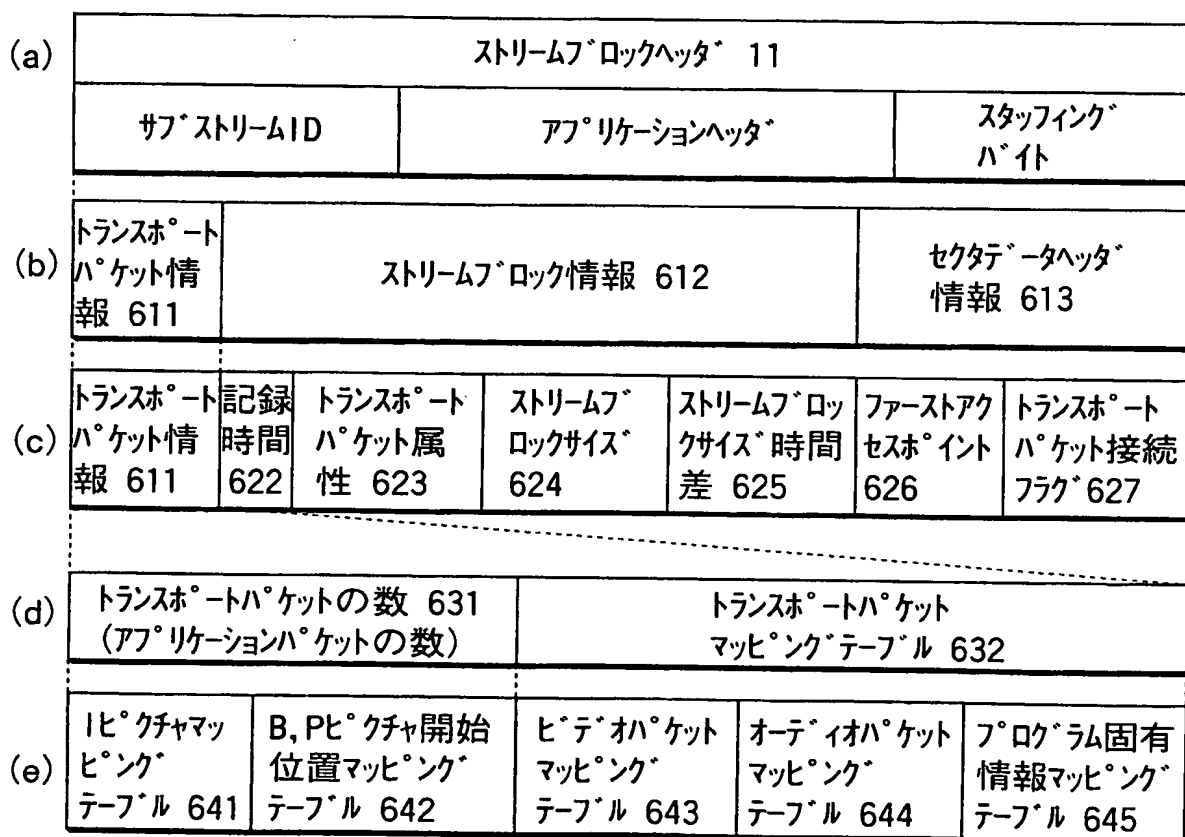 (a)
ストリームブロックヘッダ 11
サブストリームID
アプリケーションヘッダ
スタッフィング
バイト
(b)
トランスポート
パケット情
報 611
ストリームブロック情報 612
セクタデータヘッダ
情報 613
(c)
トランスポート
パケット情
報 611
記録
時間
622
トランスポート
パケット属
性 623
ストリームブ
ロックサイズ
624
ストリームブロッ
クサイズ時間
差 625
ファーストアク
セスポイント
626
トランスポート
パケット接続
フラグ627
(d)
トランスポートパケットの数 631
(アプリケーションパケットの数)
トランスポートパケット
マッピングテーブル 632
(e)
Iピクチャマッ
ピング
テーブル 641
B,Pピクチャ開始
位置マッピング
テーブル 642
ビデオパケット
マッピング
テーブル 643
オーディオパケット
マッピング
テーブル 644
プログラム固有
情報マッピング
テーブル 645